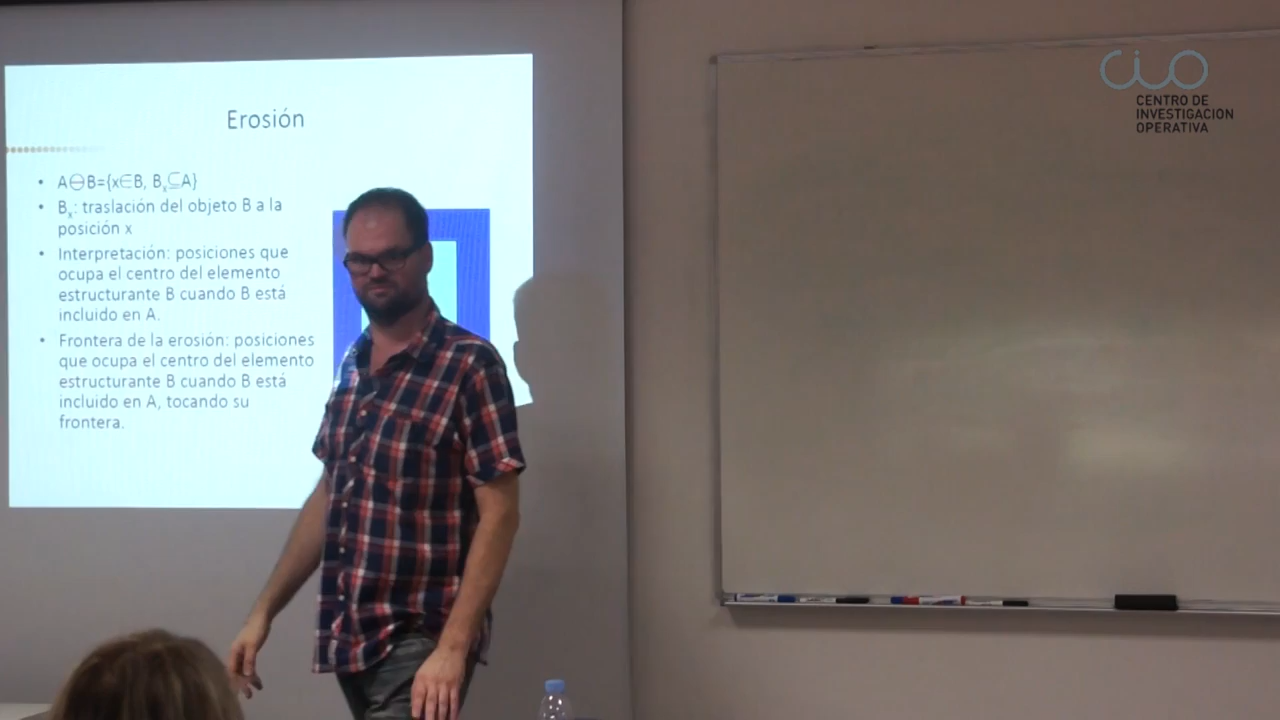 Erosión
• A⊖B={x∈B, Bₓ⊆A}
• Bₓ: traslación del objeto B a la
posición x
• Interpretación: posiciones que
ocupa el centro del elemento
estructurante B cuando B está
incluido en A.
• Frontera de la erosión: posiciones
que ocupa el centro del elemento
estructurante B cuando B está
incluido en A, tocando su
frontera.
CIO
CENTRO DE
INVESTIGACION
OPERATIVA